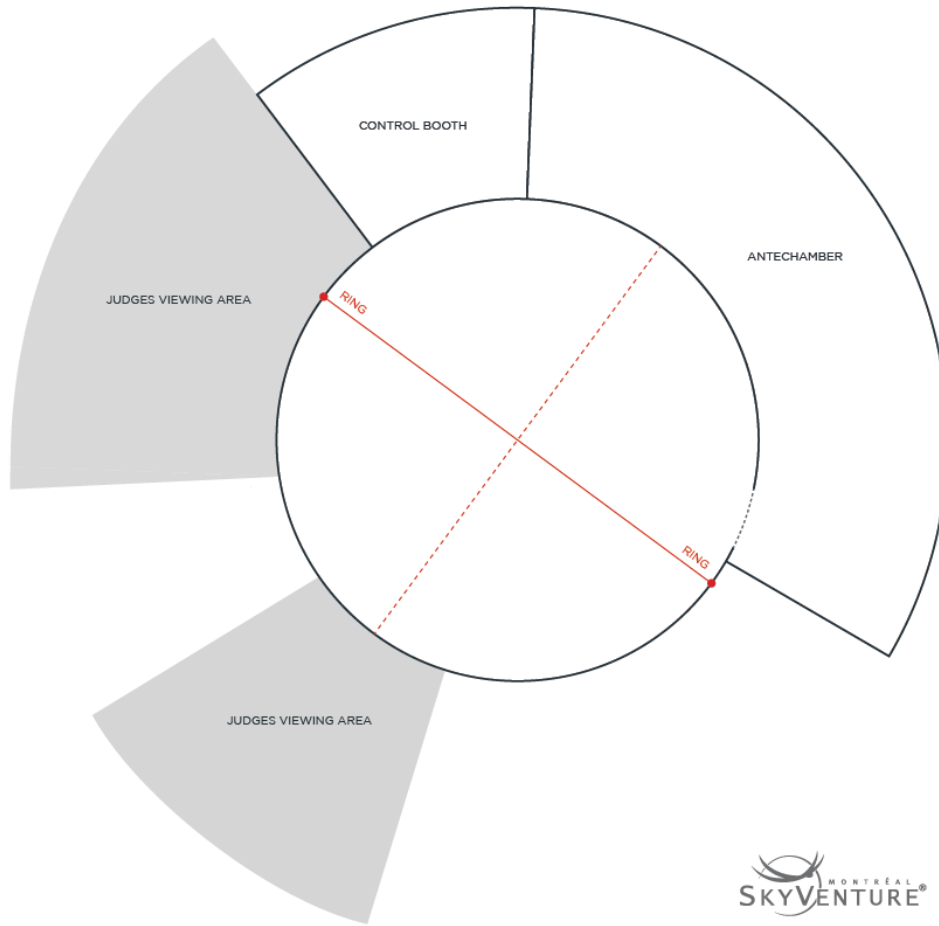 CONTROL BOOTH
ANTECHAMBER
JUDGES VIEWING AREA
RING
RING
JUDGES VIEWING AREA
MONTRÉAL
SKYVENTURE®